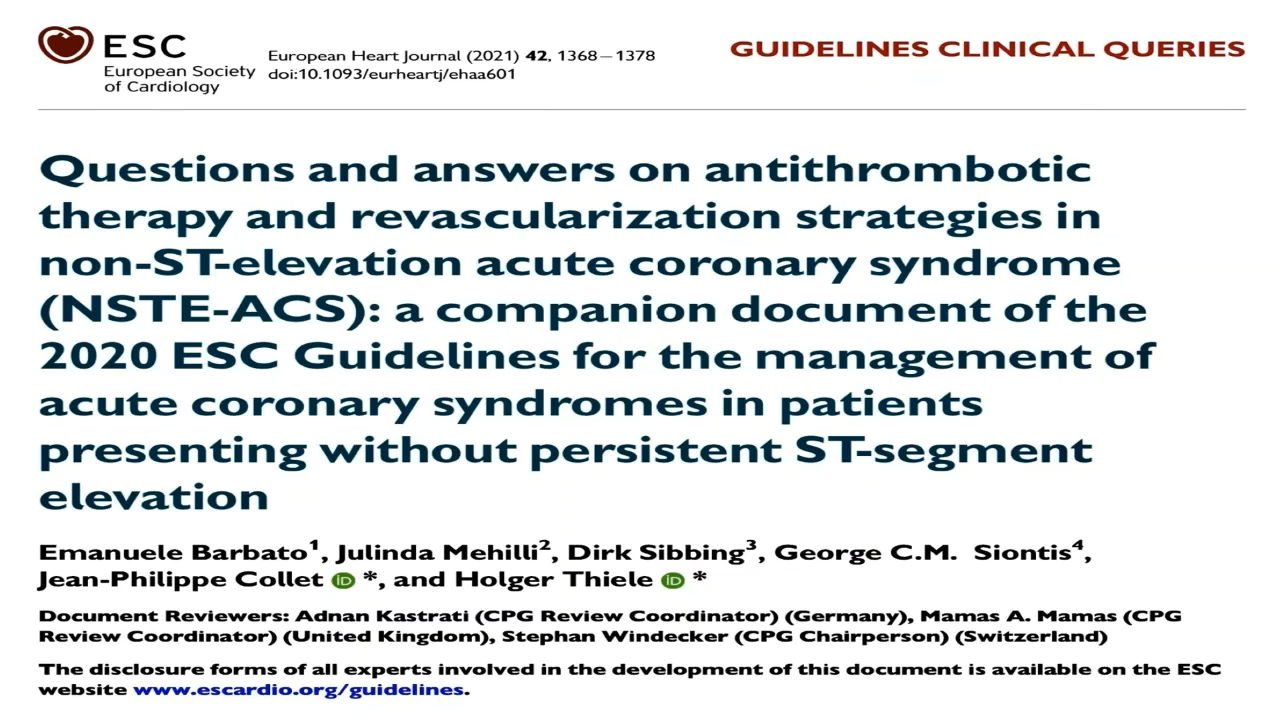 ESC
European Society
of Cardiology
European Heart Journal (2021) 42, 1368–1378
doi:10.1093/eurheartj/ehaa601
GUIDELINES CLINICAL QUERIES
Questions and answers on antithrombotic
therapy and revascularization strategies in
non-ST-elevation acute coronary syndrome
(NSTE-ACS): a companion document of the
2020 ESC Guidelines for the management of
acute coronary syndromes in patients
presenting without persistent ST-segment
elevation
Emanuele Barbato1, Julinda Mehilli2, Dirk Sibbing3, George C.M. Siontis4,
Jean-Philippe Collet iD *, and Holger Thiele iD *
Document Reviewers: Adnan Kastrati (CPG Review Coordinator) (Germany), Mamas A. Mamas (CPG
Review Coordinator) (United Kingdom), Stephan Windecker (CPG Chairperson) (Switzerland)
The disclosure forms of all experts involved in the development of this document is available on the ESC
website www.escardio.org/guidelines.